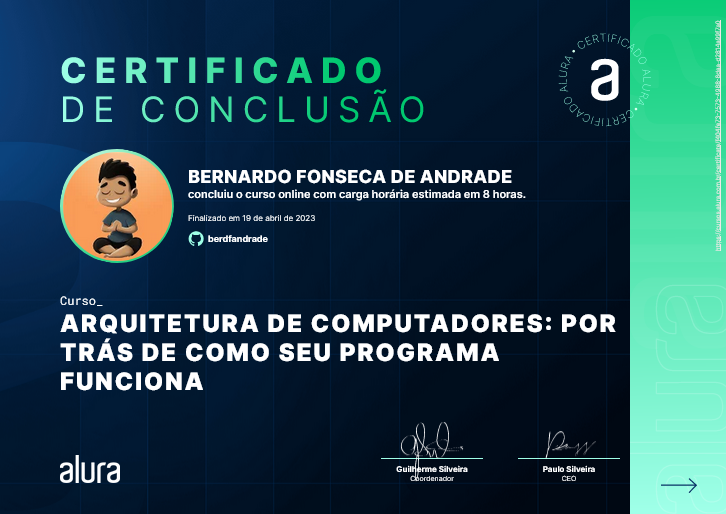 CERTIFICADO
DE CONCLUSÃO
• CERTIFICADO ALURA • CERTIFICADO ALURA
a
BERNARDO FONSECA DE ANDRADE
concluiu o curso online com carga horária estimada em 8 horas.
Finalizado em 19 de abril de 2023
berdfandrade
Curso_
ARQUITETURA DE COMPUTADORES: POR
TRÁS DE COMO SEU PROGRAMA
FUNCIONA
alura
Guilherme Silveira
Coordenador
Paulo Silveira
CEO
alura